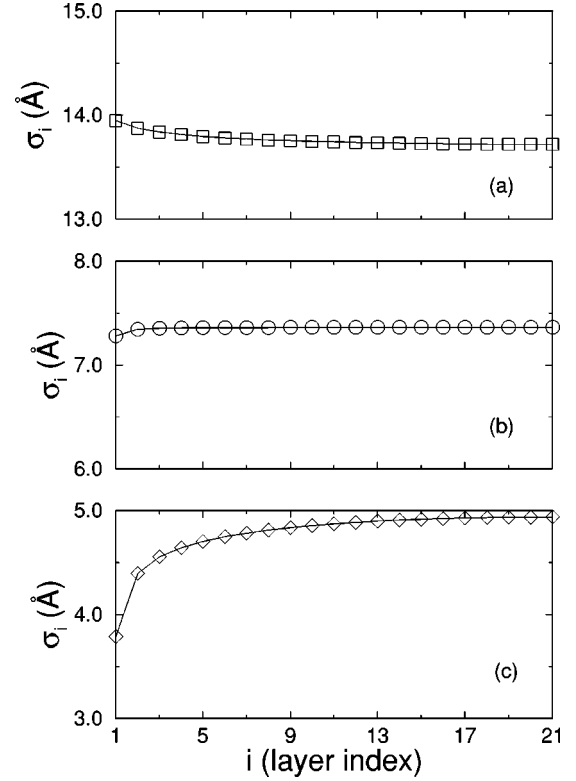 15.0
14.0
13.0
σi (Å)
(a)
8.0
7.0
6.0
σi (Å)
(b)
5.0
4.0
3.0
σi (Å)
(c)
1 5 9 13 17 21
i (layer index)